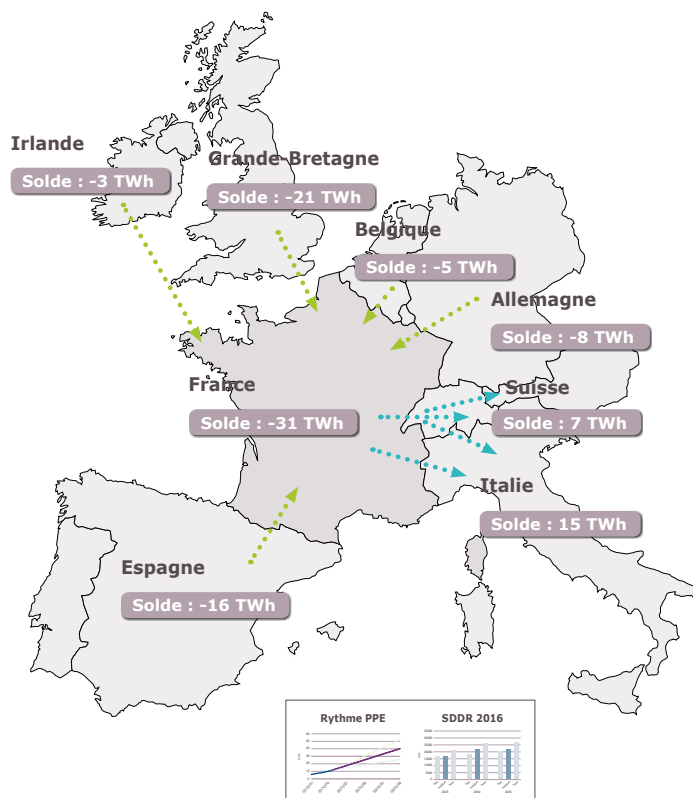 Irlande
Solde : -3 TWh
Grande-Bretagne
Solde : -21 TWh
Belgique
Solde : -5 TWh
Allemagne
Solde : -8 TWh
France
Solde : -31 TWh
Suisse
Solde : 7 TWh
Italie
Solde : 15 TWh
Espagne
Solde : -16 TWh
Rythme PPE
SDDR 2016